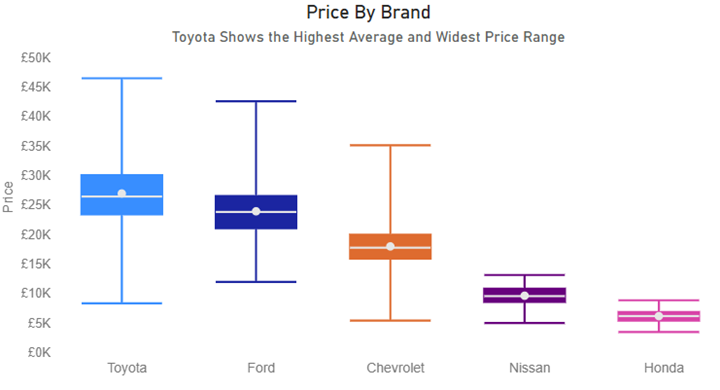 Price By Brand
Toyota Shows the Highest Average and Widest Price Range
£50K
£45K
£40K
£35K
£30K
£25K
£20K
£15K
£10K
£5K
£0K
Price
Toyota
Ford
Chevrolet
Nissan
Honda